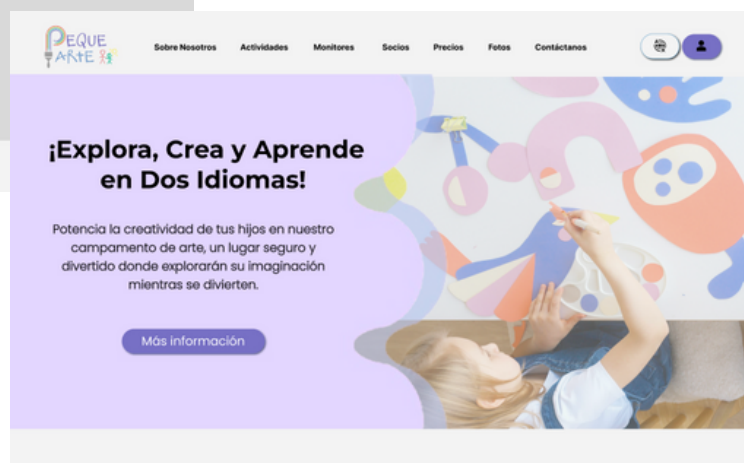 PEQUE
ARTE
Sobre Nosotros Actividades Monitores Socios Precios Fotos Contáctanos
¡Explora, Crea y Aprende
en Dos Idiomas!
Potencia la creatividad de tus hijos en nuestro
campamento de arte, un lugar seguro y
divertido donde explorarán su imaginación
mientras se divierten.
Más información